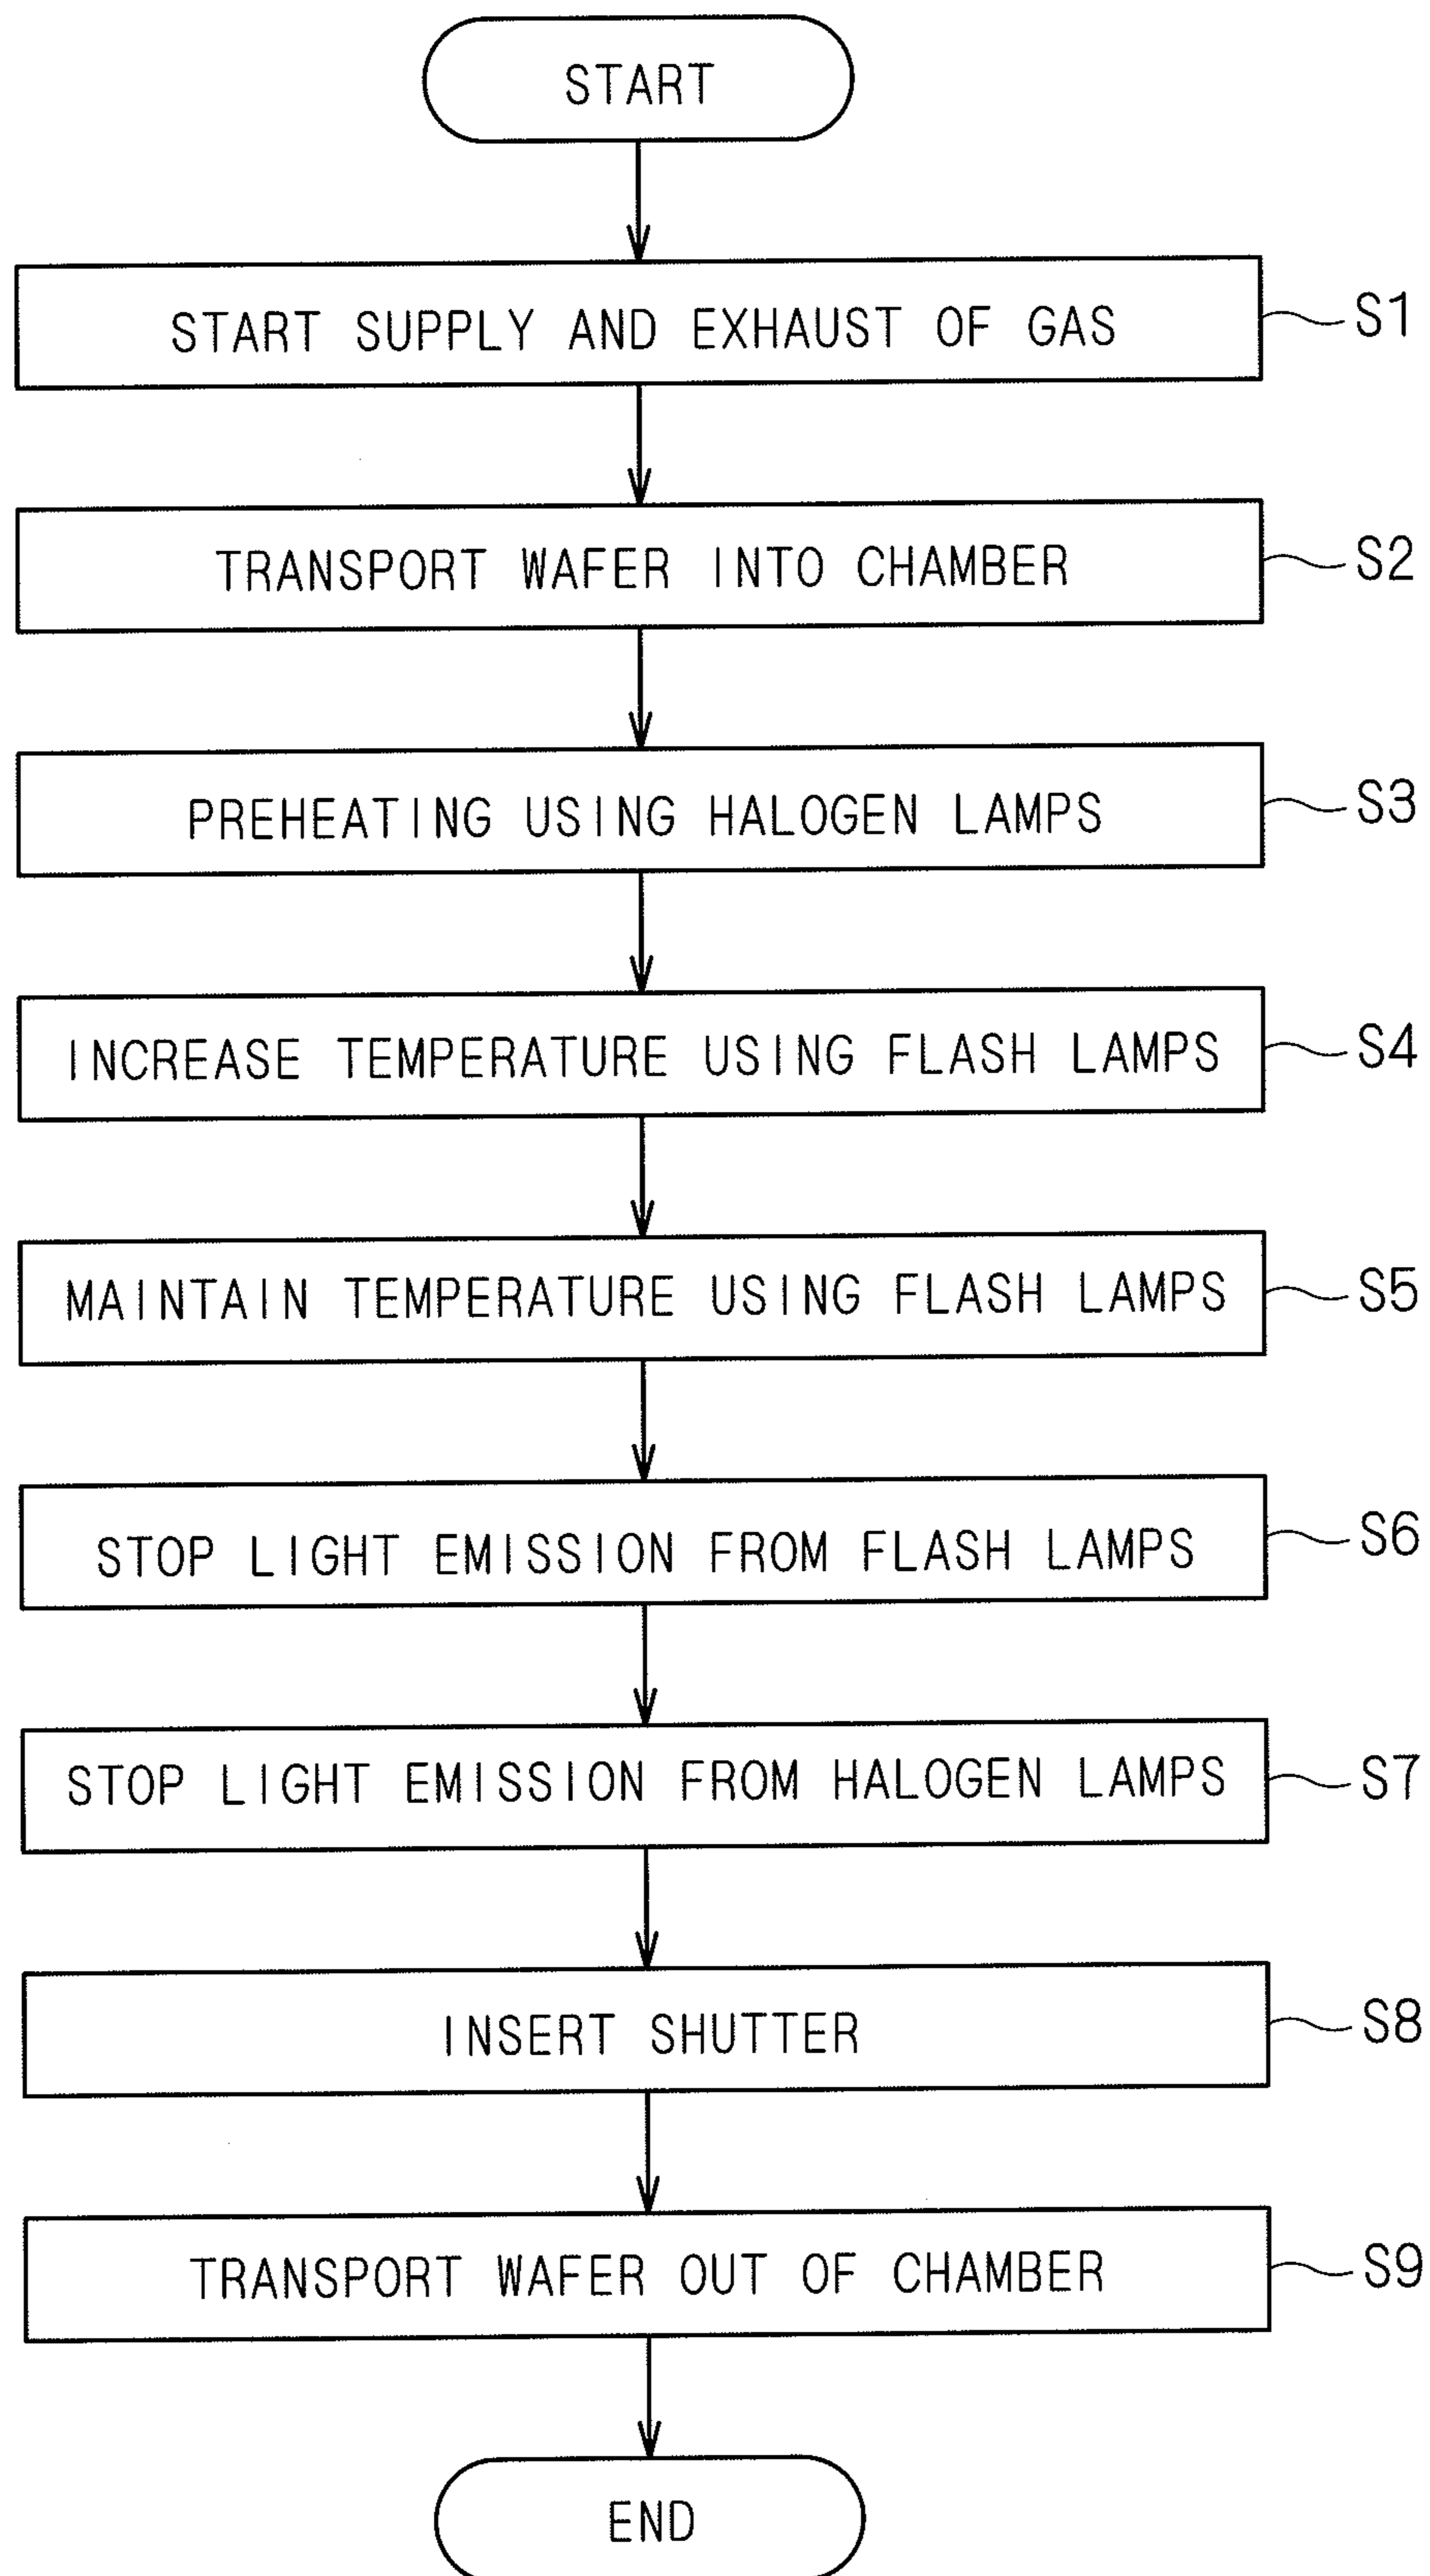 START
START SUPPLY AND EXHAUST OF GAS
S1
TRANSPORT WAFER INTO CHAMBER
S2
PREHEATING USING HALOGEN LAMPS
S3
INCREASE TEMPERATURE USING FLASH LAMPS
S4
MAINTAIN TEMPERATURE USING FLASH LAMPS
S5
STOP LIGHT EMISSION FROM FLASH LAMPS
S6
STOP LIGHT EMISSION FROM HALOGEN LAMPS
S7
INSERT SHUTTER
S8
TRANSPORT WAFER OUT OF CHAMBER
S9
END